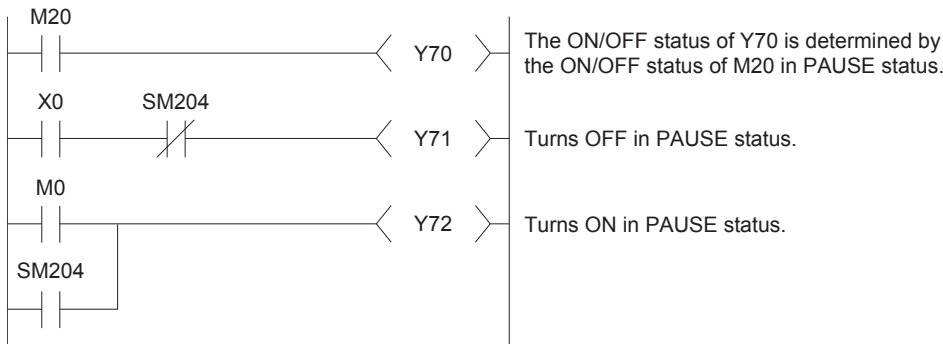 M20
Y70
The ON/OFF status of Y70 is determined by
the ON/OFF status of M20 in PAUSE status.
X0 SM204
Y71
Turns OFF in PAUSE status.
M0
Y72
Turns ON in PAUSE status.
SM204